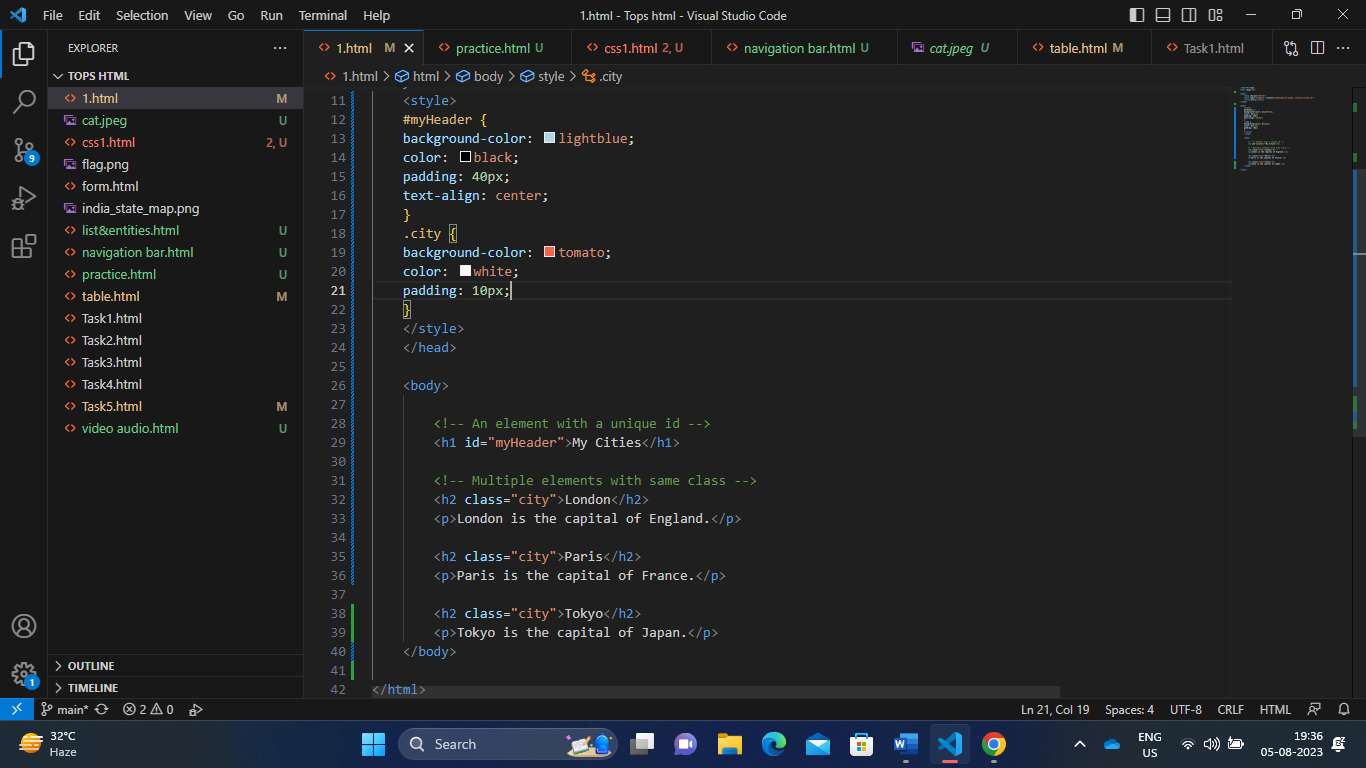 File Edit Selection View Go Run Terminal Help 1.html - Tops html - Visual Studio Code
EXPLORER
1.html M practice.html U css1.html 2, U navigation bar.html U cat.jpeg U table.html M Task1.html
TOPS HTML
1.html M
cat.jpeg U
css1.html 2, U
flag.png
form.html
india_state_map.png
list&entities.html U
navigation bar.html U
practice.html U
table.html M
Task1.html
Task2.html
Task3.html
Task4.html
Task5.html M
video audio.html U
OUTLINE
TIMELINE
9
1
1.html > html > body > style > .city
11 <style>
12 #myHeader {
13 background-color: lightblue;
14 color: black;
15 padding: 40px;
16 text-align: center;
17 }
18 .city {
19 background-color: tomato;
20 color: white;
21 padding: 10px;
22 }
23 </style>
24 </head>
25
26 <body>
27
28 <!-- An element with a unique id -->
29 <h1 id="myHeader">My Cities</h1>
30
31 <!-- Multiple elements with same class -->
32 <h2 class="city">London</h2>
33 <p>London is the capital of England.</p>
34
35 <h2 class="city">Paris</h2>
36 <p>Paris is the capital of France.</p>
37
38 <h2 class="city">Tokyo</h2>
39 <p>Tokyo is the capital of Japan.</p>
40 </body>
41
42 </html>
main* 2 0 Ln 21, Col 19 Spaces: 4 UTF-8 CRLF HTML
32°C
Haze
Search
ENG
US
19:36
05-08-2023